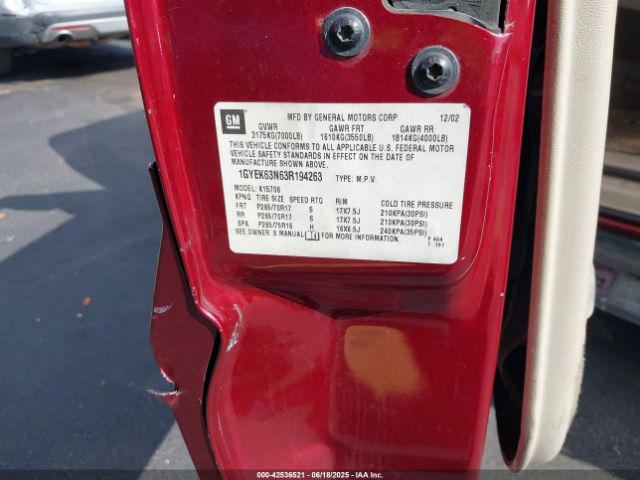 GM
MFD BY GENERAL MOTORS CORP 12/02
GVWR GAWR FRT GAWR RR
3175KG(7000LB) 1610KG(3550LB) 1814KG(4000LB)
THIS VEHICLE CONFORMS TO ALL APPLICABLE U.S. FEDERAL MOTOR
VEHICLE SAFETY STANDARDS IN EFFECT ON THE DATE OF
MANUFACTURE SHOWN ABOVE.
1GYEK63N63R194263 TYPE: M.P.V.
MODEL: K15706
KPNG TIRE SIZE SPEED RTG RIM COLD TIRE PRESSURE
FRT P265/70R17 S 17X7.5J 210KPA(30PSI)
RR P265/70R17 S 17X7.5J 210KPA(30PSI)
SPA P265/75R16 H 16X6.5J 240KPA(35PSI)
SEE OWNER'S MANUAL FOR MORE INFORMATION.
000-42536521 - 06/18/2025 - IAA Inc.